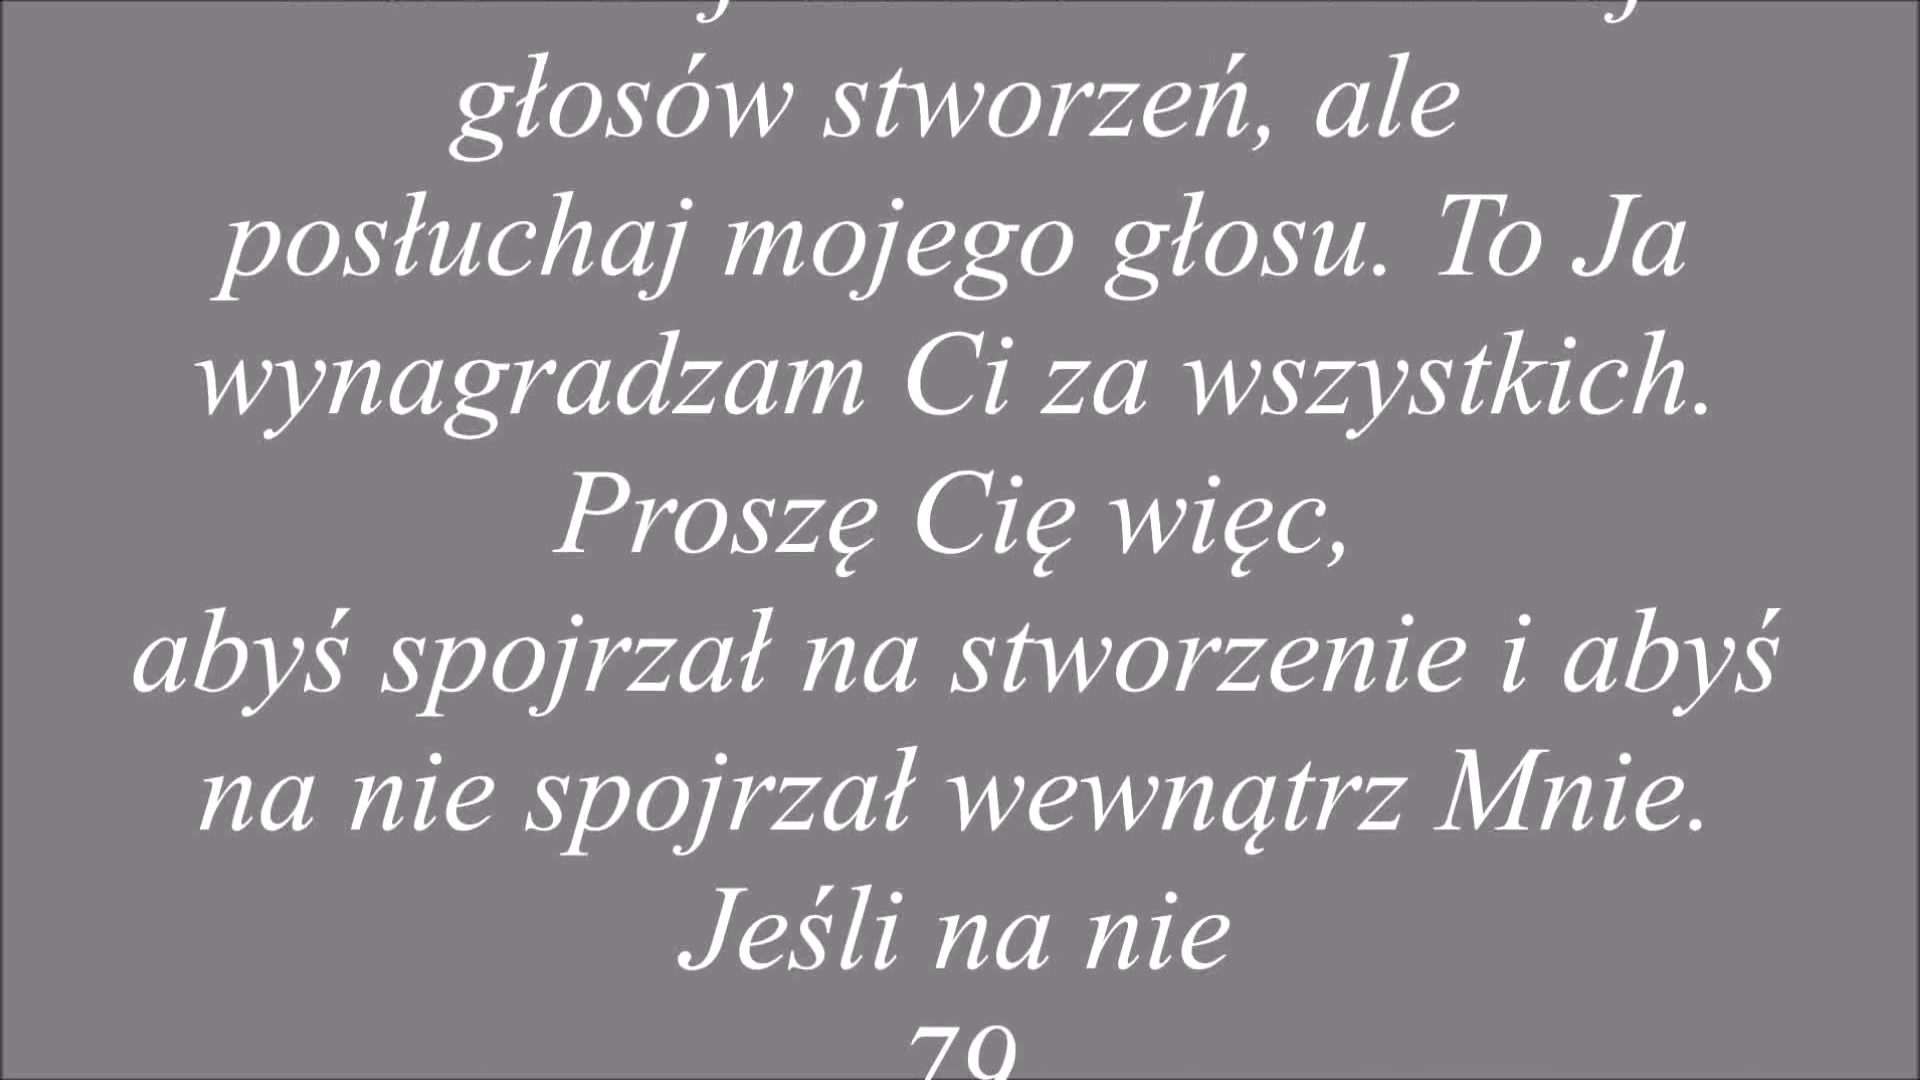 głosów stworzeń, ale
posłuchaj mojego głosu. To Ja
wynagradzam Ci za wszystkich.
Proszę Cię więc,
abyś spojrzał na stworzenie i abyś
na nie spojrzał wewnątrz Mnie.
Jeśli na nie
79